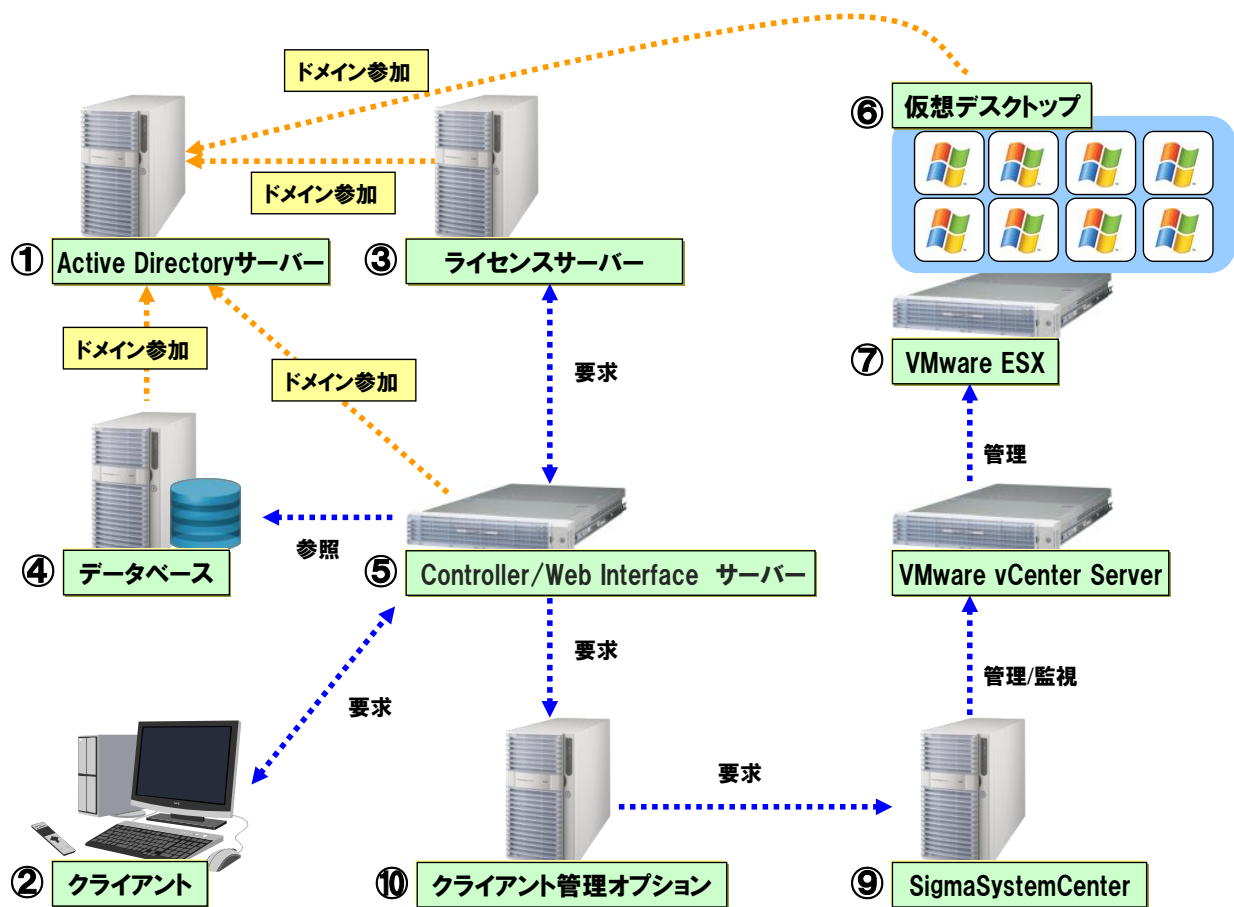 ドメイン参加
⑥ 仮想デスクトップ
ドメイン参加
① Active Directoryサーバー
③ ライセンスサーバー
ドメイン参加
ドメイン参加
要求
⑦ VMware ESX
管理
参照
④ データベース
⑤ Controller/Web Interface サーバー
VMware vCenter Server
要求
要求
管理/監視
要求
② クライアント
⑩ クライアント管理オプション
⑨ SigmaSystemCenter